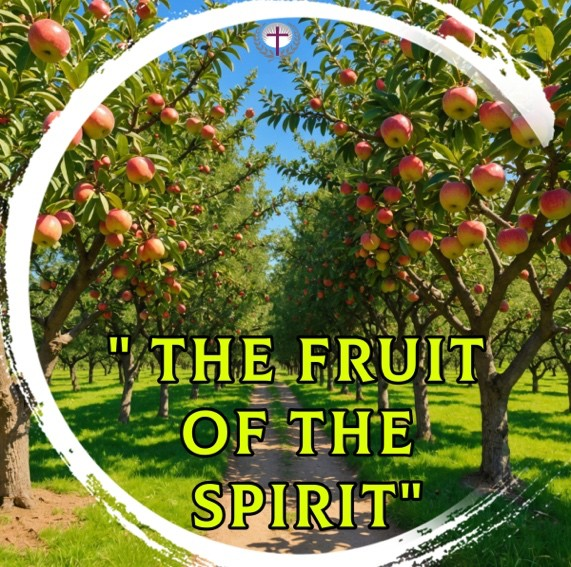 " THE FRUIT
OF THE
SPIRIT"